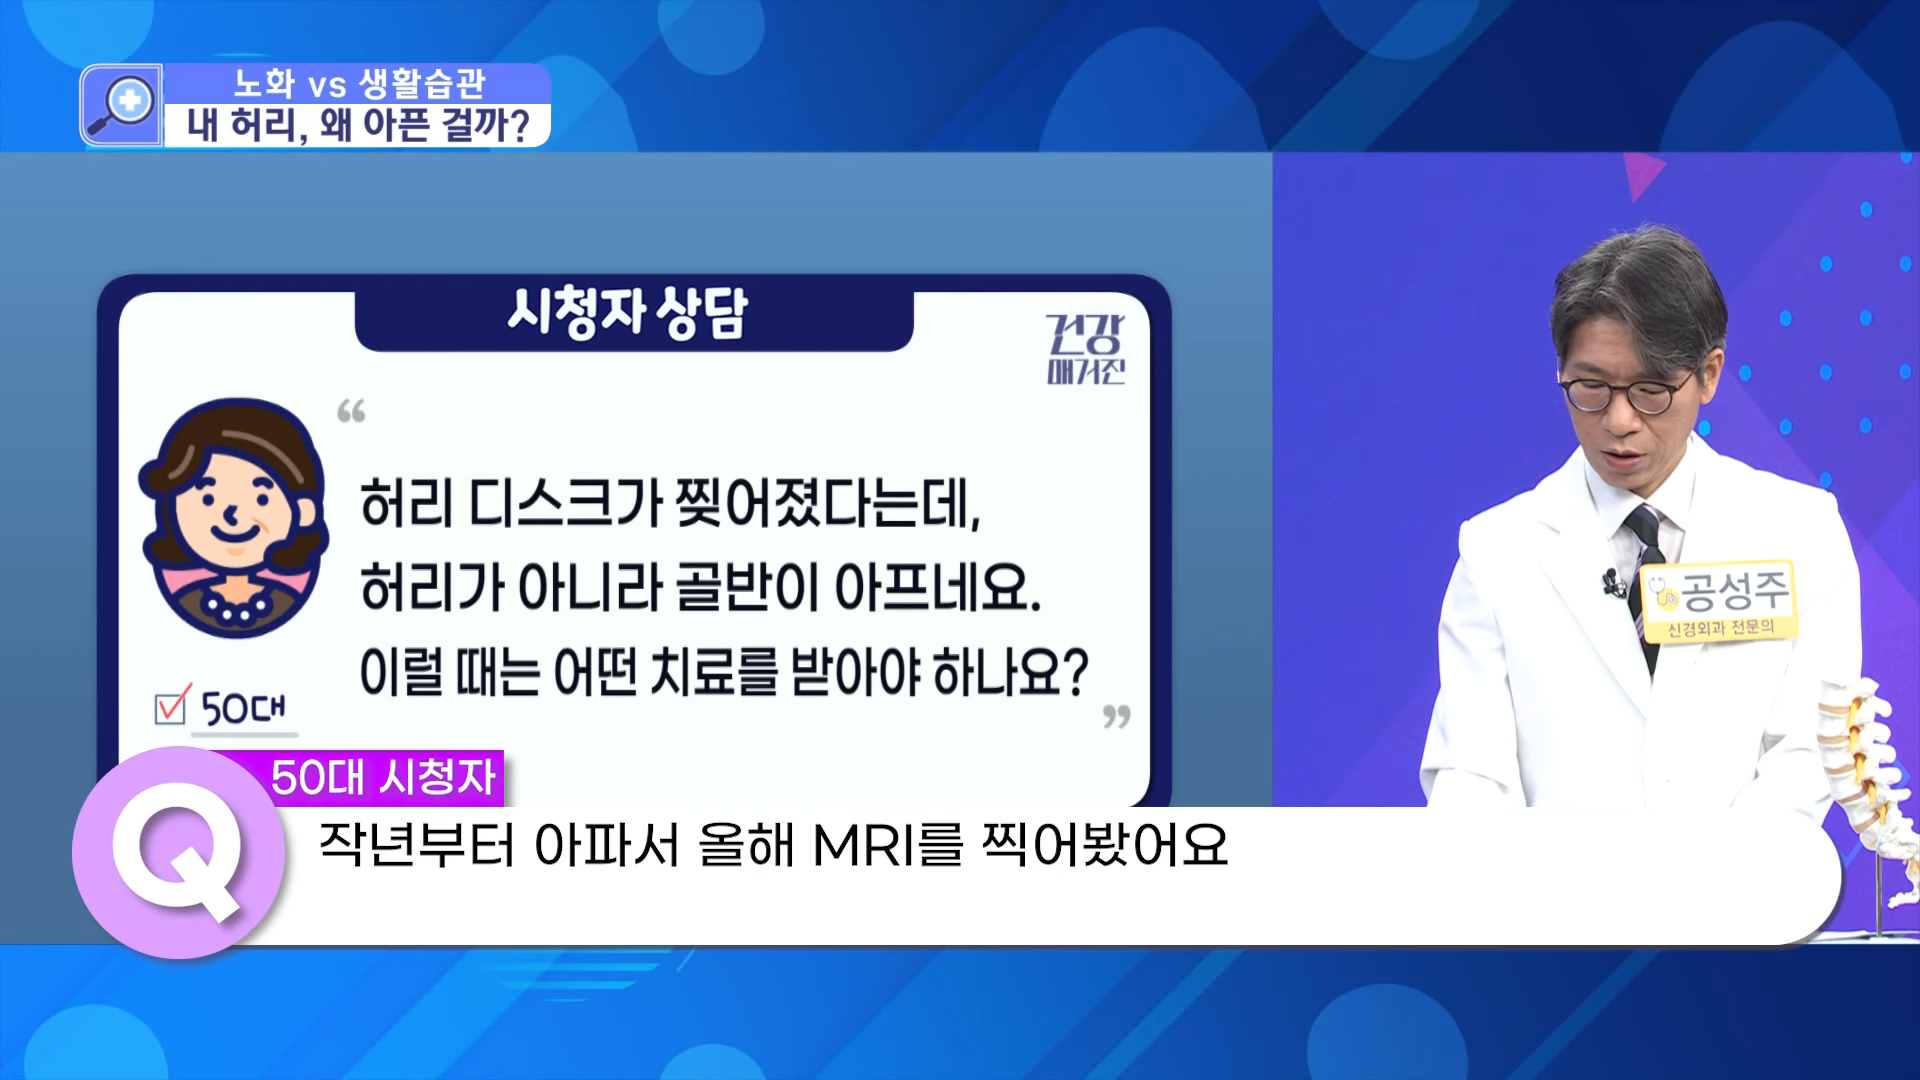 노화 vs 생활습관
내 허리, 왜 아픈 걸까?
시청자 상담
건강
매거진
“
허리 디스크가 찢어졌다는데,
허리가 아니라 골반이 아프네요.
이럴 때는 어떤 치료를 받아야 하나요?
”
50대
공성주
신경외과 전문의
Q
50대 시청자
작년부터 아파서 올해 MRI를 찍어봤어요